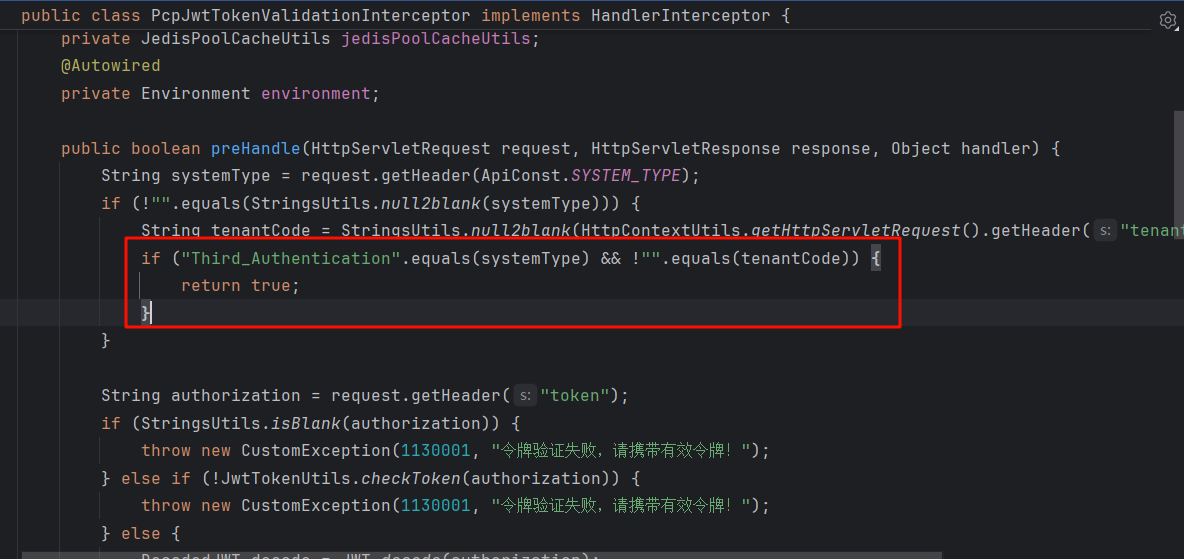 public class PcpJwtTokenValidationInterceptor implements HandlerInterceptor {
private JedisPoolCacheUtils jedisPoolCacheUtils;
@Autowired
private Environment environment;
public boolean preHandle(HttpServletRequest request, HttpServletResponse response, Object handler) {
String systemType = request.getHeader(ApiConst.SYSTEM_TYPE);
if (!"".equals(StringsUtils.null2blank(systemType))) {
String tenantCode = StringsUtils.null2blank(HttpContextUtils.getHttpServletRequest().getHeader( s: "tenant
if ("Third_Authentication".equals(systemType) && !"".equals(tenantCode)) {
return true;
}
}
String authorization = request.getHeader( s: "token");
if (StringsUtils.isBlank(authorization)) {
throw new CustomException(1130001, "令牌验证失败，请携带有效令牌！");
} else if (!JwtTokenUtils.checkToken(authorization)) {
throw new CustomException(1130001, "令牌验证失败，请携带有效令牌！");
} else {
DecodedJWT decode = JWT.decode(authorization);